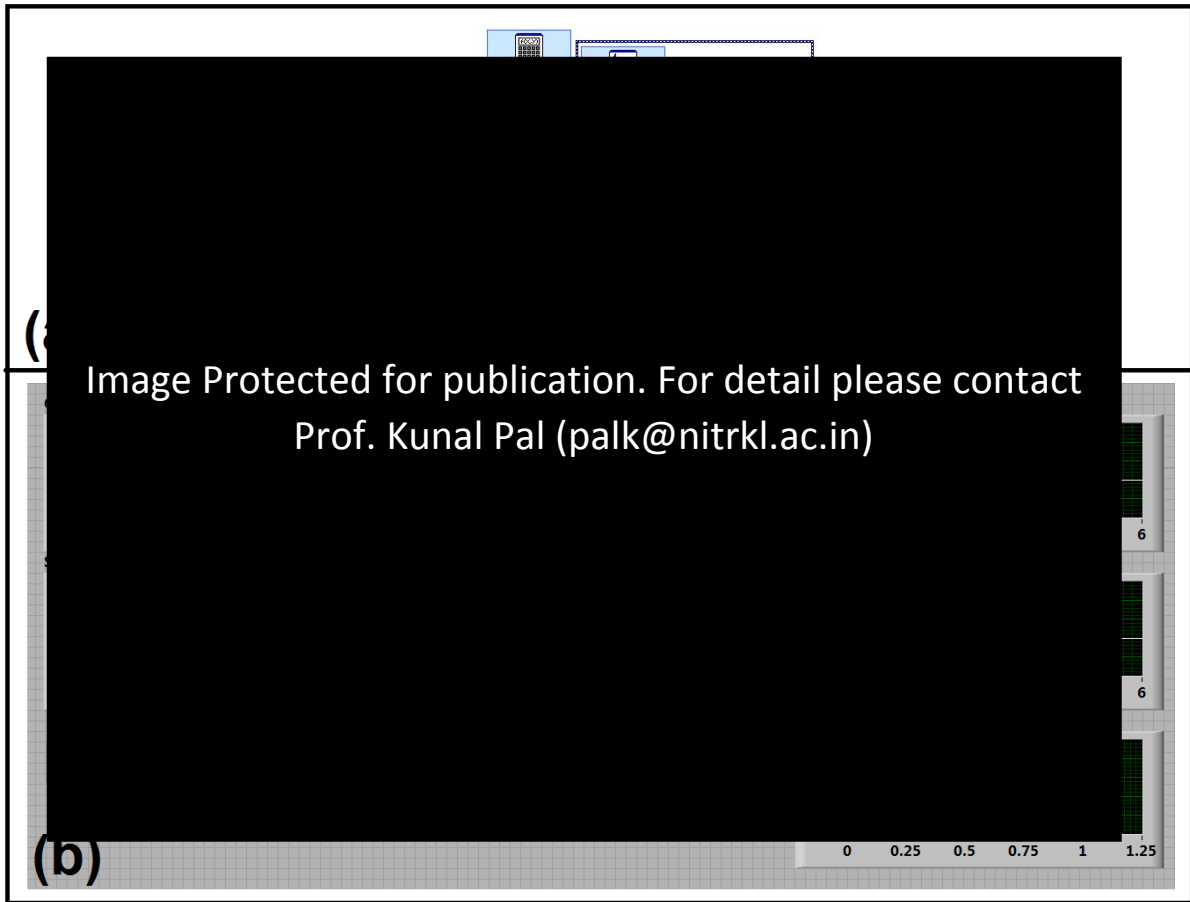 Image Protected for publication. For detail please contact
Prof. Kunal Pal (palk@nitrkl.ac.in)
6
6
0 0.25 0.5 0.75 1 1.25
(b)